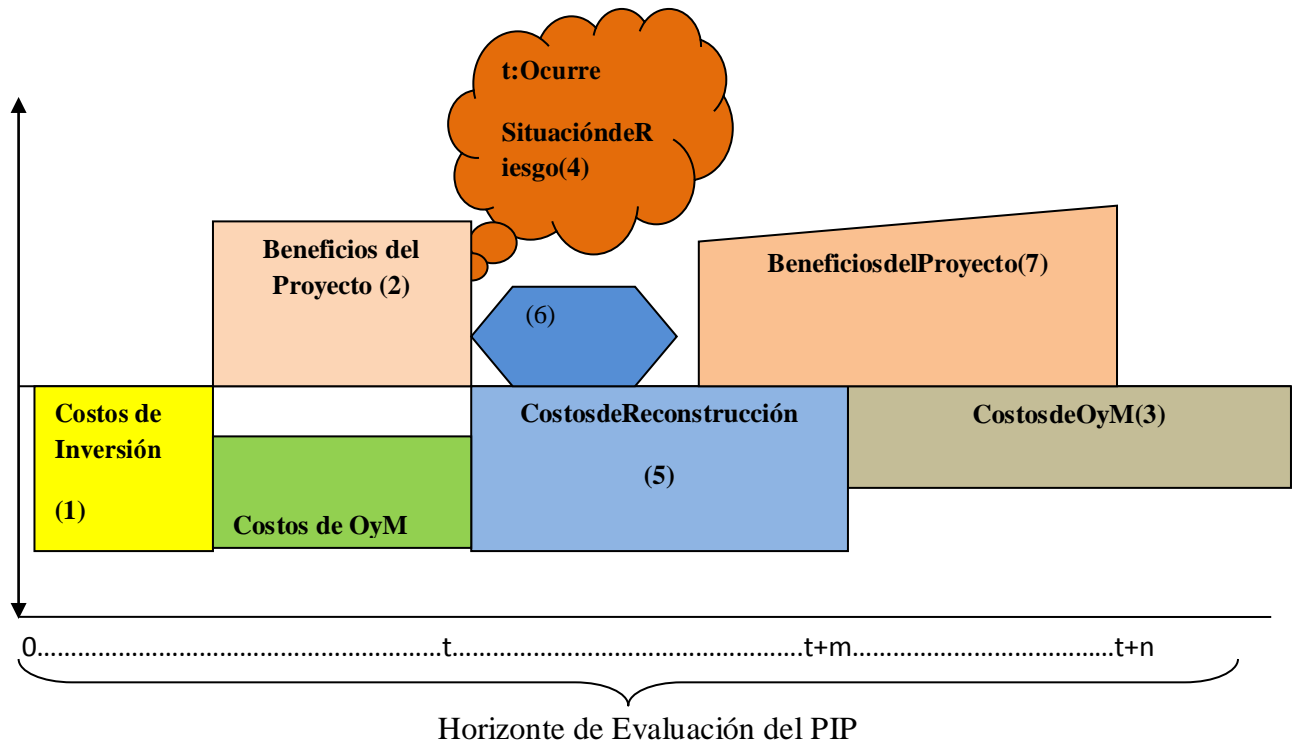 t:Ocurre
SituacióndeR
iesgo(4)
Beneficios del
Proyecto (2)
BeneficiosdelProyecto(7)
(6)
Costos de
Inversión
(1)
Costos de OyM
CostosdeReconstrucción
(5)
CostosdeOyM(3)
0.............................................................t.....................................................t+m.......................................t+n
Horizonte de Evaluación del PIP